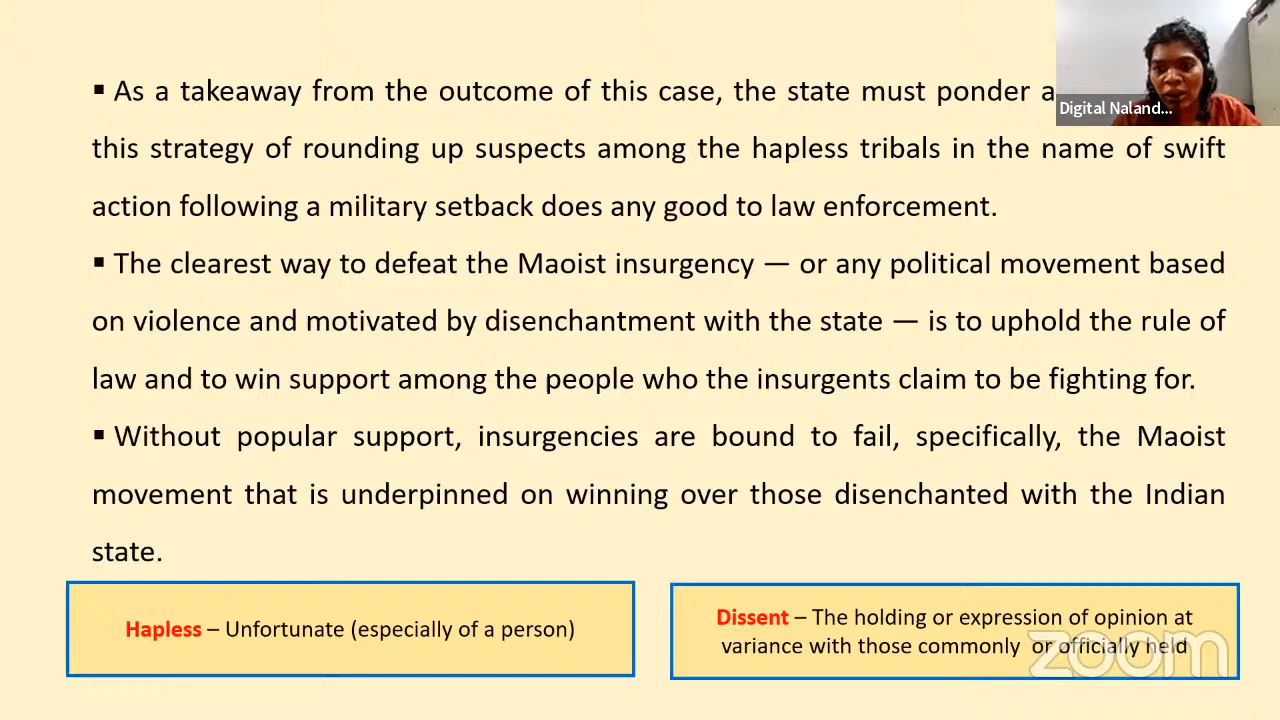 ▪ As a takeaway from the outcome of this case, the state must ponder
Digital Naland...
this strategy of rounding up suspects among the hapless tribals in the name of swift
action following a military setback does any good to law enforcement.
▪ The clearest way to defeat the Maoist insurgency — or any political movement based
on violence and motivated by disenchantment with the state — is to uphold the rule of
law and to win support among the people who the insurgents claim to be fighting for.
▪ Without popular support, insurgencies are bound to fail, specifically, the Maoist
movement that is underpinned on winning over those disenchanted with the Indian
state.
Hapless – Unfortunate (especially of a person)
Dissent – The holding or expression of opinion at
variance with those commonly or officially held
zoom